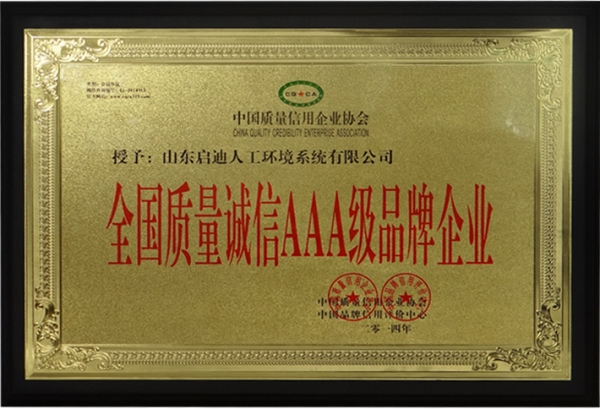 CQ★CA
中国质量信用企业协会
CHINA QUALITY CREDIBILITY ENTERPRISE ASSOCIATION
授予：山东启迪人工环境系统有限公司
全国质量诚信AAA级品牌企业
中国质量信用企业协会
中国品牌信用评价中心
二零一四年